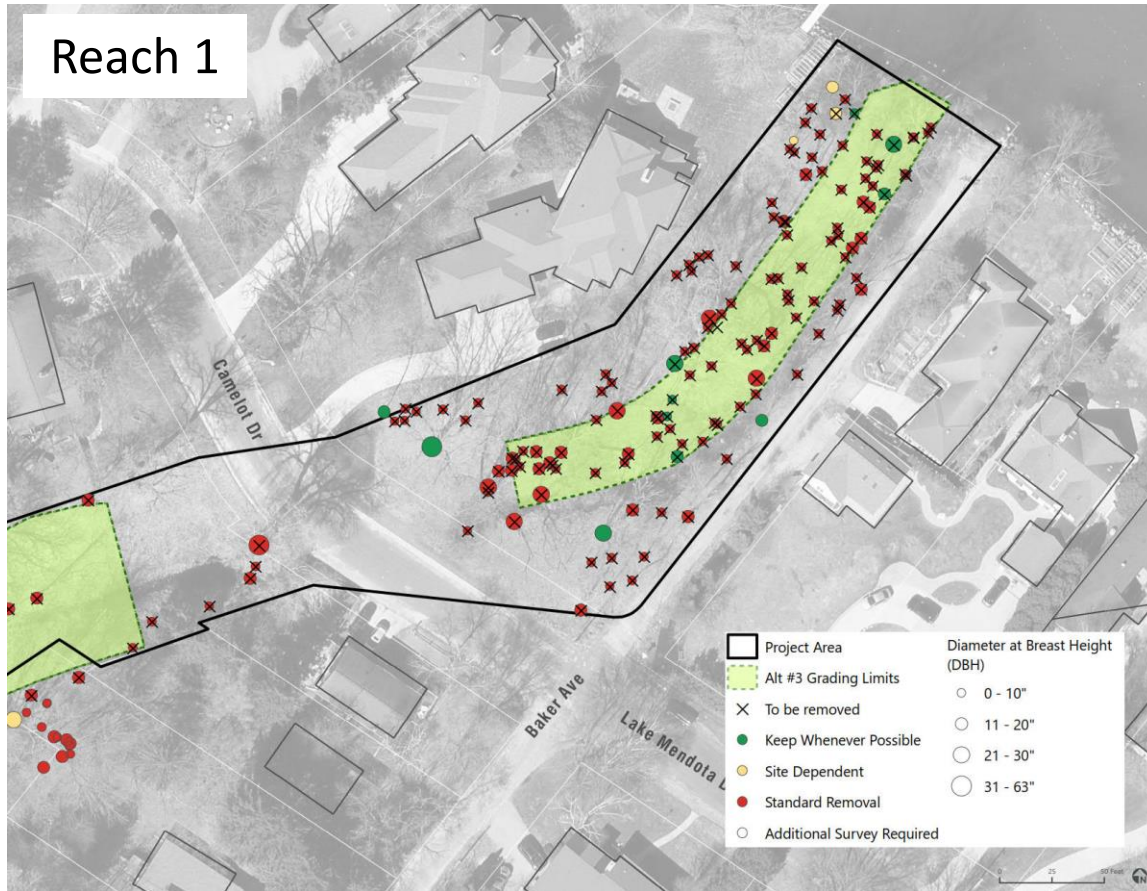 Reach 1
Camelot Dr
Baker Ave
Lake Mendota
Project Area
Alt #3 Grading Limits
To be removed
Keep Whenever Possible
Site Dependent
Standard Removal
Additional Survey Required
Diameter at Breast Height
(DBH)
0 - 10"
11 - 20"
21 - 30"
31 - 63"
0 25 50 Feet